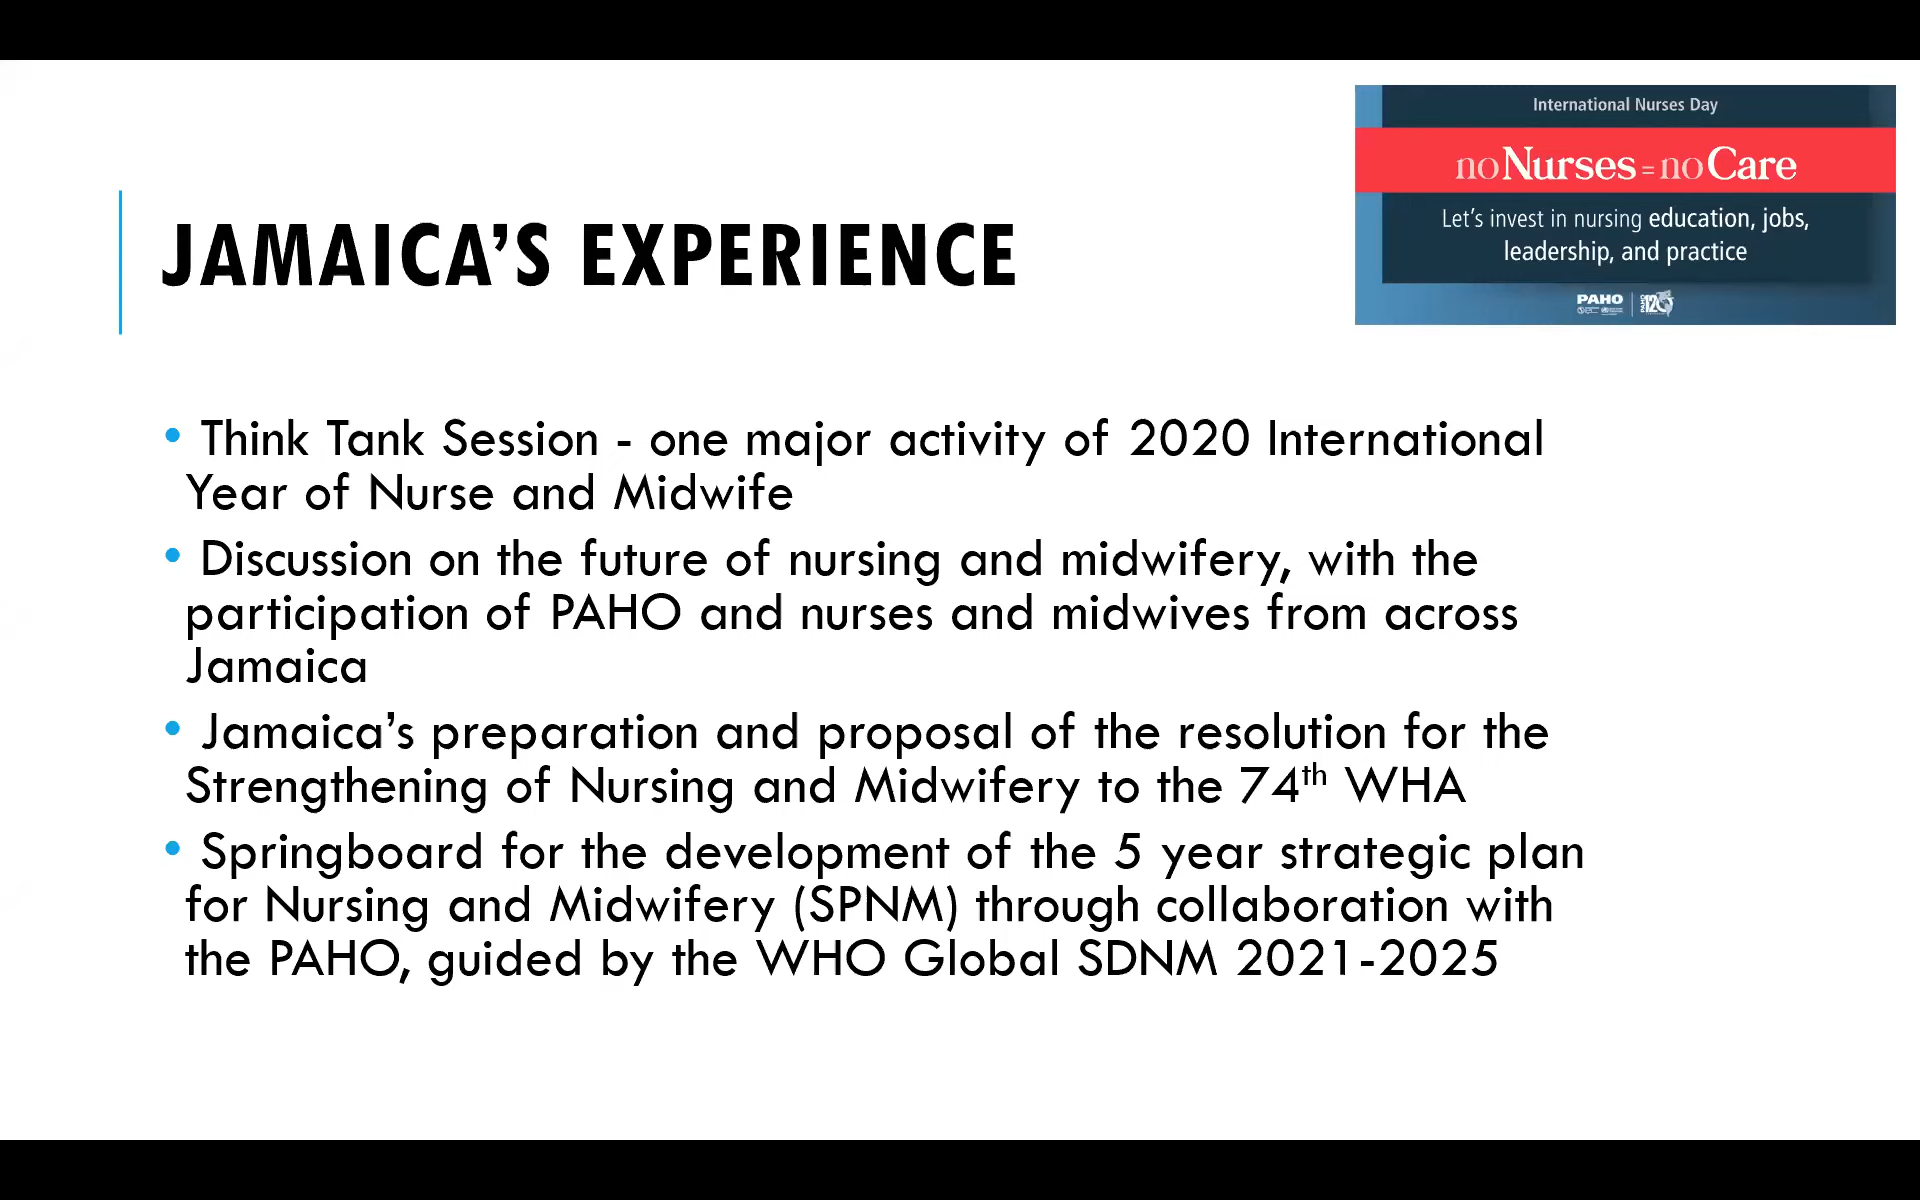 International Nurses Day
noNurses=noCare
Let's invest in nursing education, jobs,
leadership, and practice
PAHO
JAMAICA'S EXPERIENCE
• Think Tank Session - one major activity of 2020 International
Year of Nurse and Midwife
• Discussion on the future of nursing and midwifery, with the
participation of PAHO and nurses and midwives from across
Jamaica
• Jamaica's preparation and proposal of the resolution for the
Strengthening of Nursing and Midwifery to the 74th WHA
• Springboard for the development of the 5 year strategic plan
for Nursing and Midwifery (SPNM) through collaboration with
the PAHO, guided by the WHO Global SDNM 2021-2025